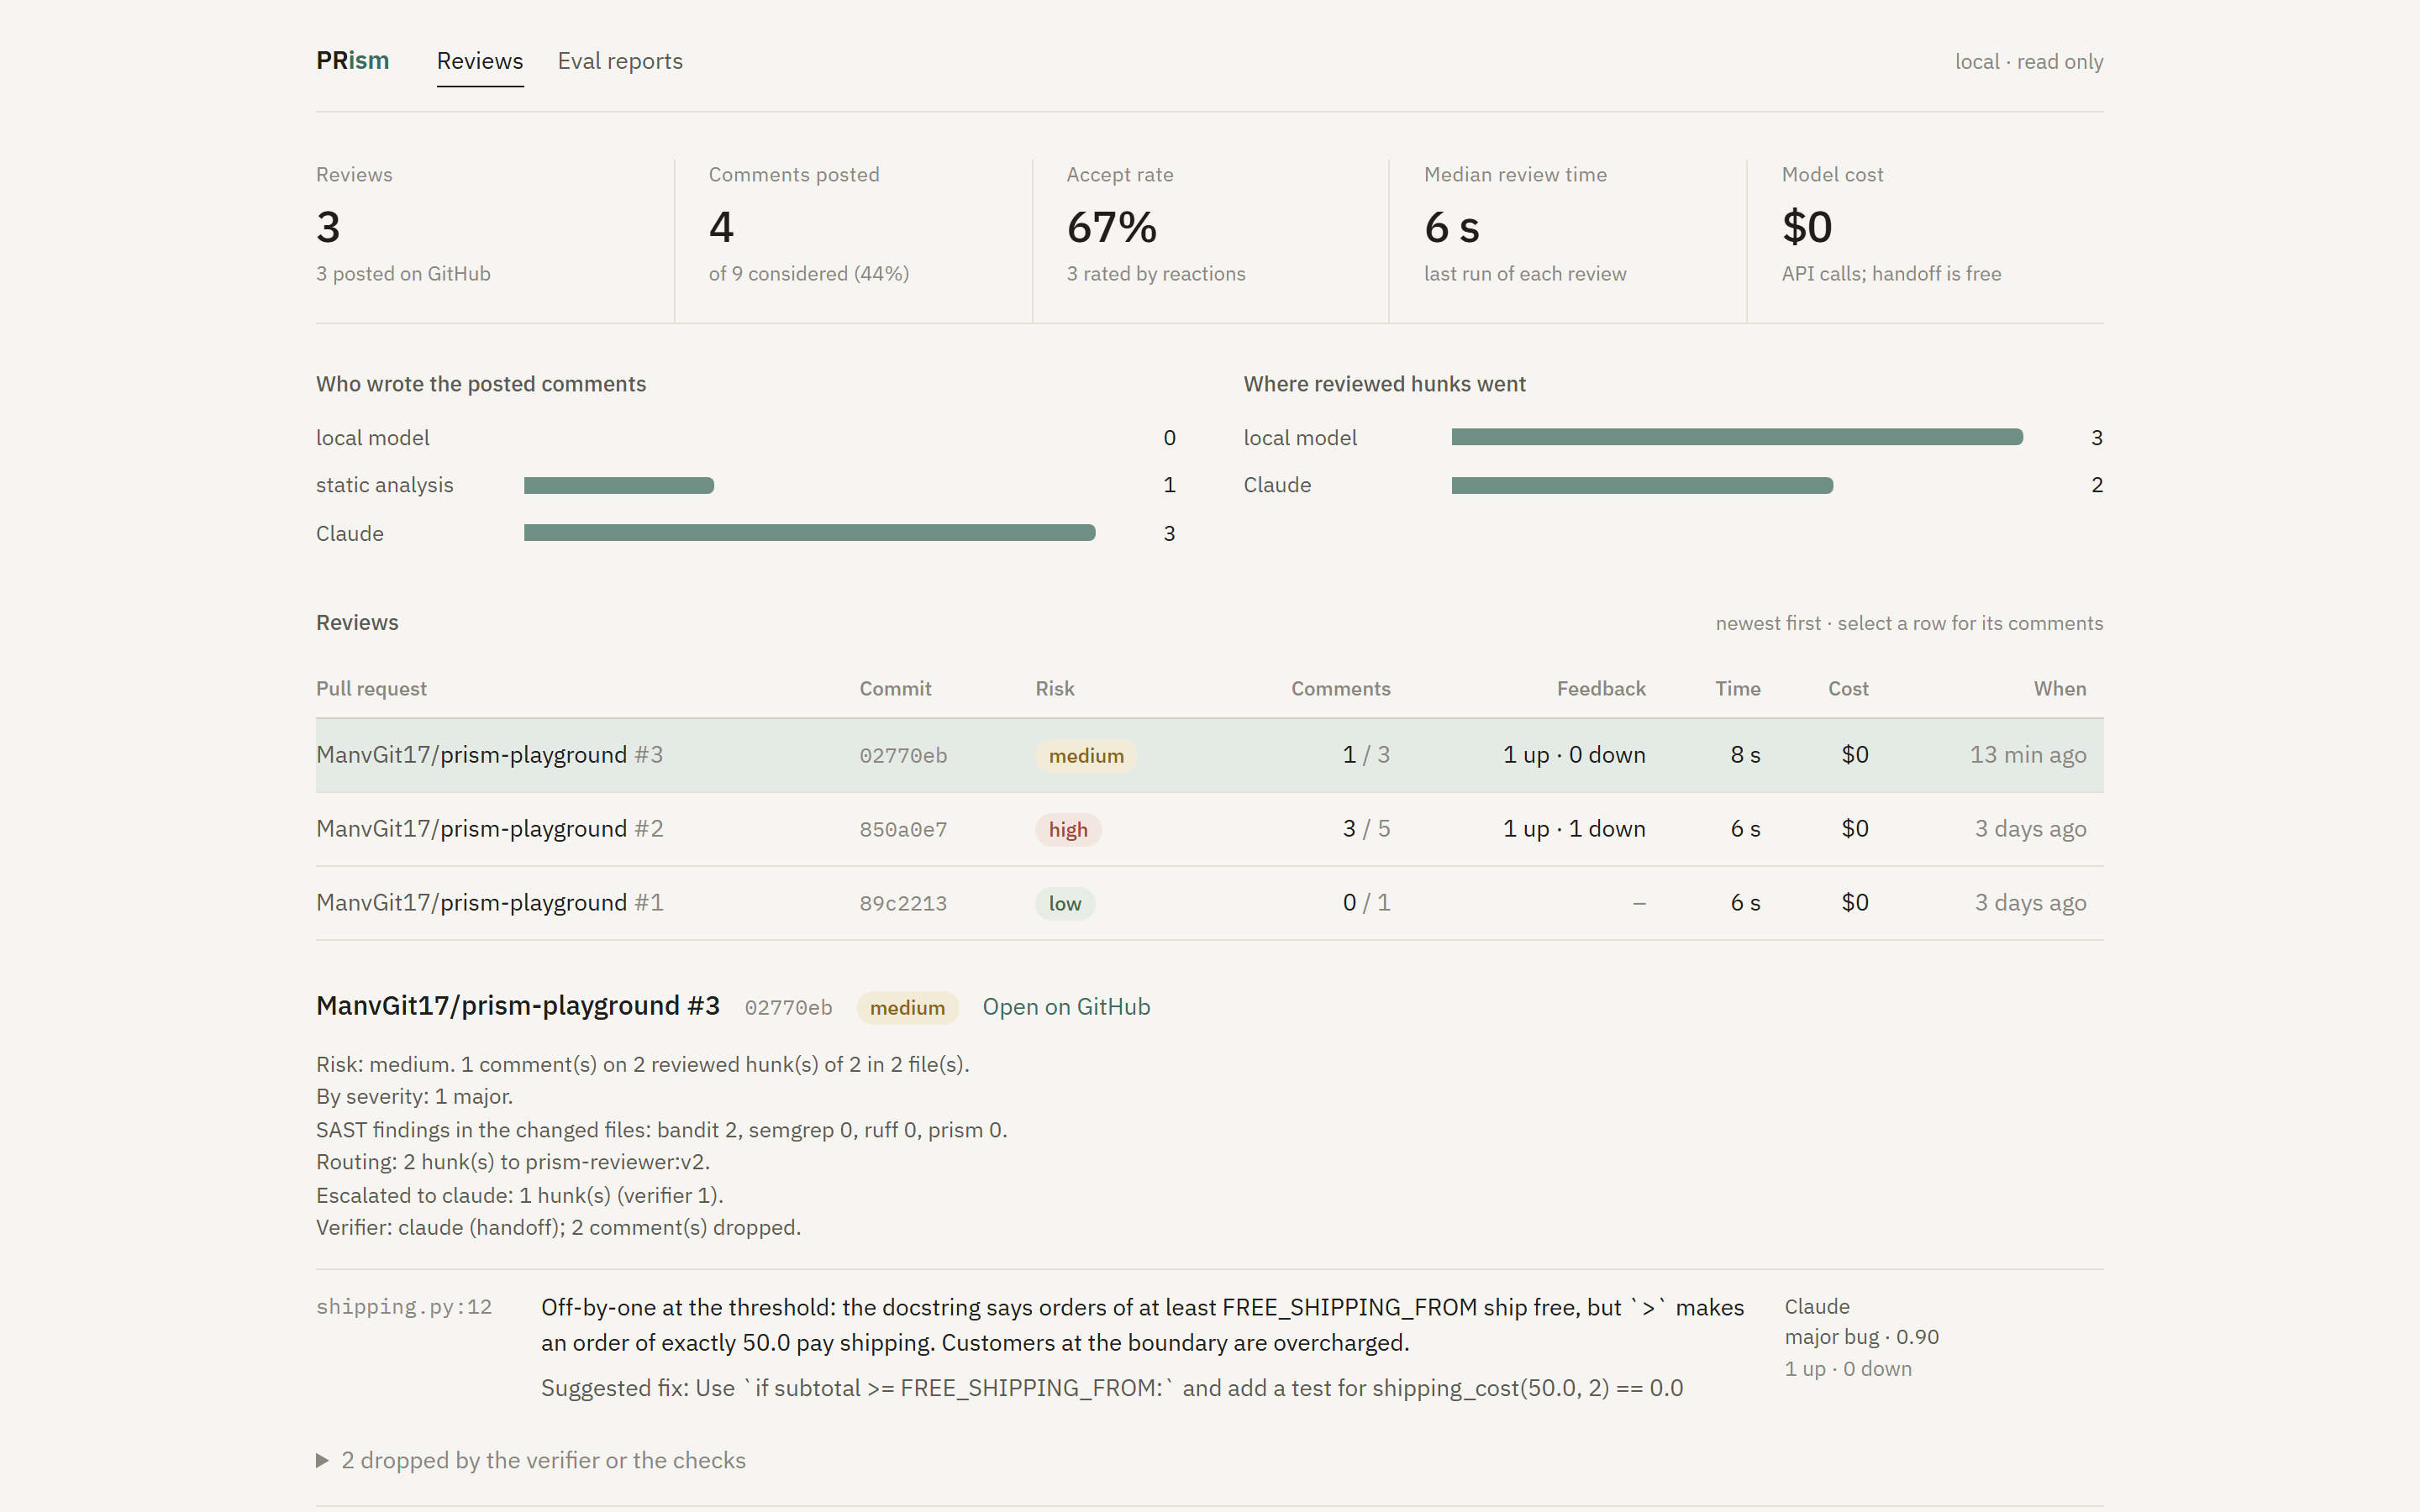 PRism Reviews Eval reports local · read only
Reviews Comments posted Accept rate Median review time Model cost
3 4 67% 6 s $0
3 posted on GitHub of 9 considered (44%) 3 rated by reactions last run of each review API calls; handoff is free
Who wrote the posted comments
local model 0
static analysis 1
Claude 3
Where reviewed hunks went
local model 3
Claude 2
Reviews newest first · select a row for its comments
Pull request Commit Risk Comments Feedback Time Cost When
ManvGit17/prism-playground #3 02770eb medium 1 / 3 1 up · 0 down 8 s $0 13 min ago
ManvGit17/prism-playground #2 850a0e7 high 3 / 5 1 up · 1 down 6 s $0 3 days ago
ManvGit17/prism-playground #1 89c2213 low 0 / 1 – 6 s $0 3 days ago
ManvGit17/prism-playground #3 02770eb medium Open on GitHub
Risk: medium. 1 comment(s) on 2 reviewed hunk(s) of 2 in 2 file(s).
By severity: 1 major.
SAST findings in the changed files: bandit 2, semgrep 0, ruff 0, prism 0.
Routing: 2 hunk(s) to prism-reviewer:v2.
Escalated to claude: 1 hunk(s) (verifier 1).
Verifier: claude (handoff); 2 comment(s) dropped.
shipping.py:12
Off-by-one at the threshold: the docstring says orders of at least FREE_SHIPPING_FROM ship free, but `>` makes
an order of exactly 50.0 pay shipping. Customers at the boundary are overcharged.
Suggested fix: Use `if subtotal >= FREE_SHIPPING_FROM:` and add a test for shipping_cost(50.0, 2) == 0.0
Claude
major bug · 0.90
1 up · 0 down
▶ 2 dropped by the verifier or the checks